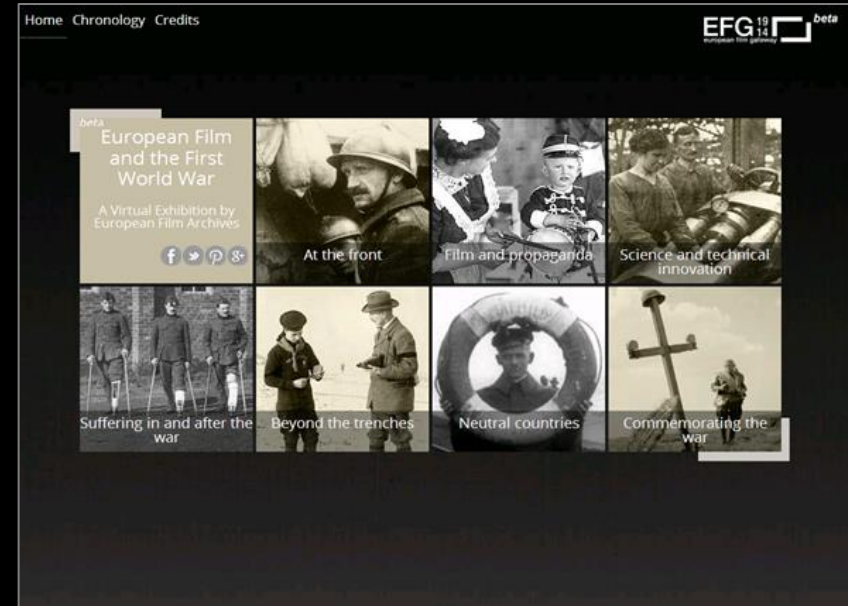 Home Chronology Credits
EFG 19
14
european film gateway
beta
beta
European Film
and the First
World War
A Virtual Exhibition by
European Film Archives
At the front
Film and propaganda
Science and technical
innovation
Suffering in and after the
war
Beyond the trenches
Neutral countries
Commemorating the
war